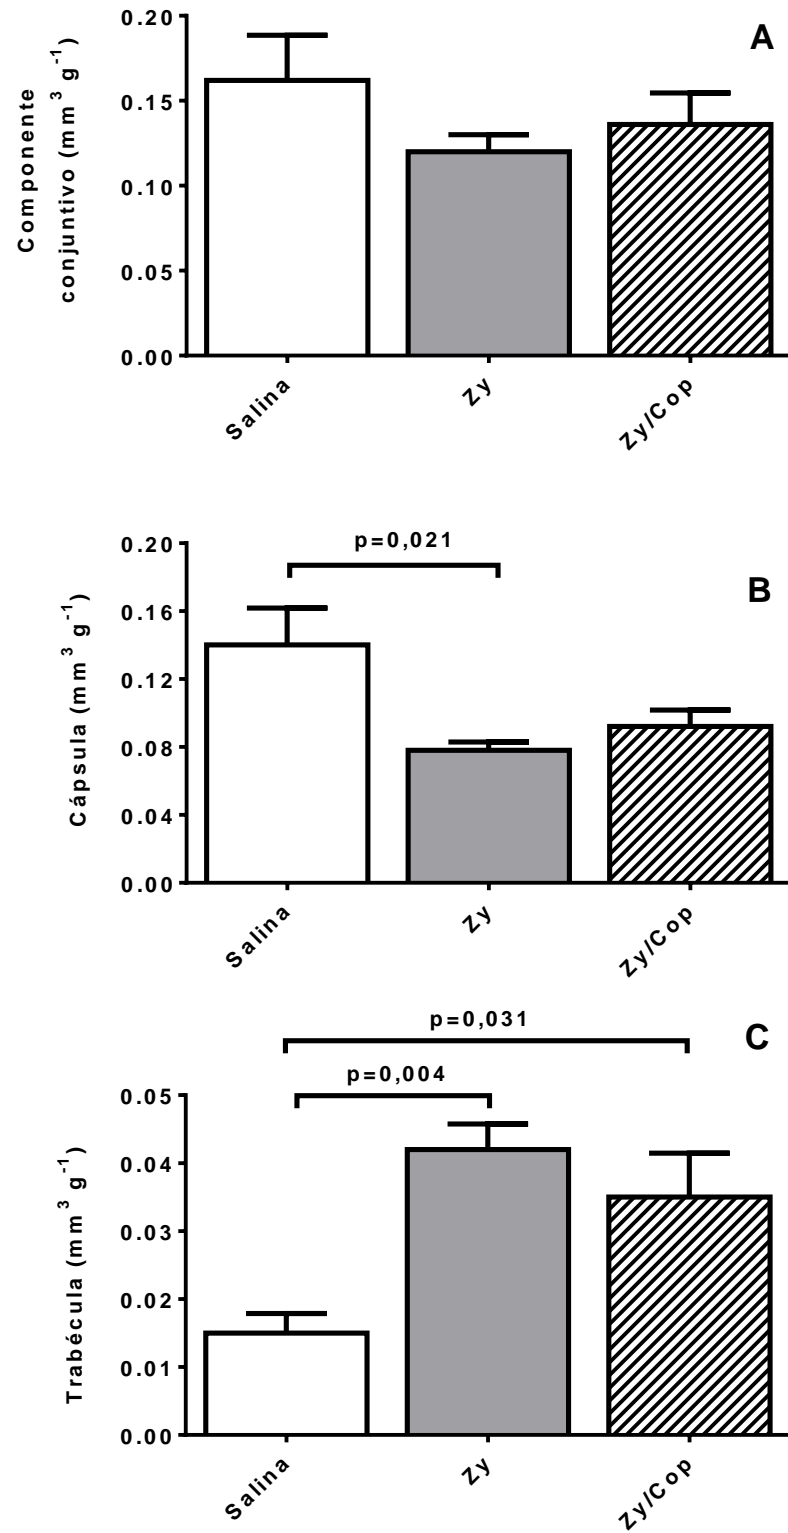 A
Componente
conjuntivo (mm³ g⁻¹)
0.20
0.15
0.10
0.05
0.00
Salina
Zy
Zy/Cop
B
p=0,021
Cápsula (mm³ g⁻¹)
0.20
0.16
0.12
0.08
0.04
0.00
Salina
Zy
Zy/Cop
C
p=0,031
p=0,004
Trabécula (mm³ g⁻¹)
0.05
0.04
0.03
0.02
0.01
0.00
Salina
Zy
Zy/Cop